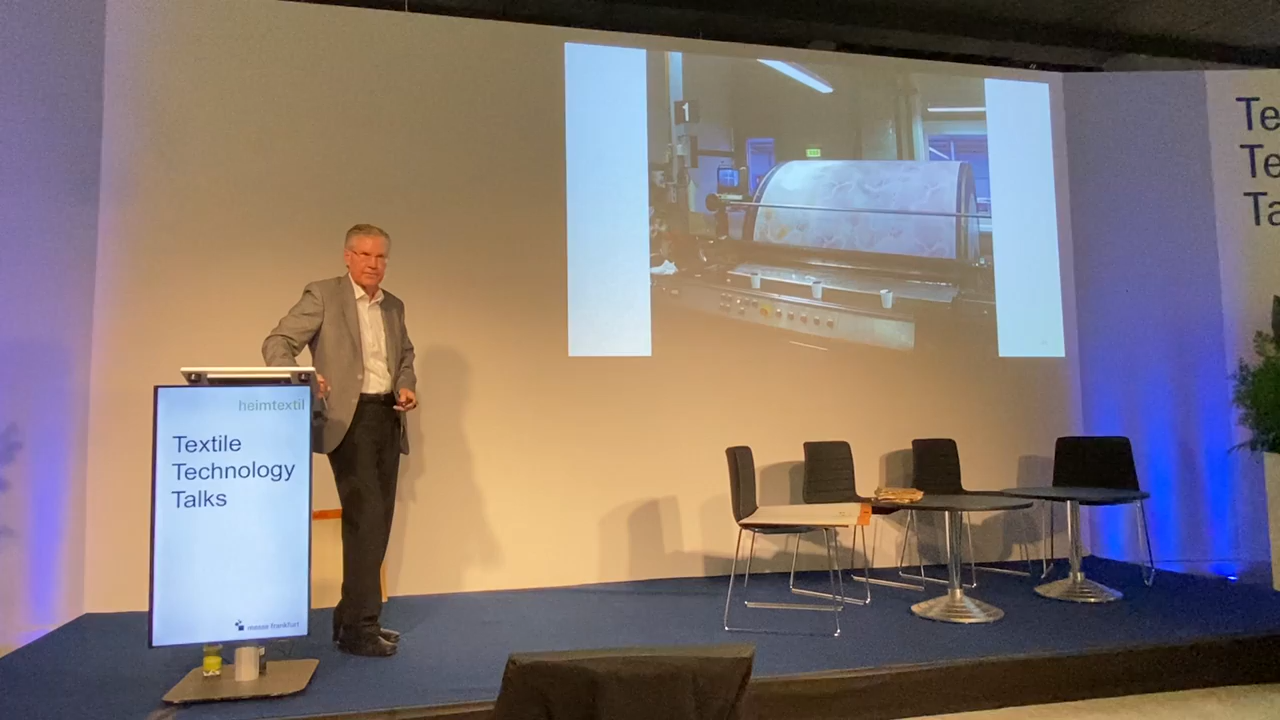 1
Te
Te
Ta
heimtextil
Textile
Technology
Talks
messe frankfurt